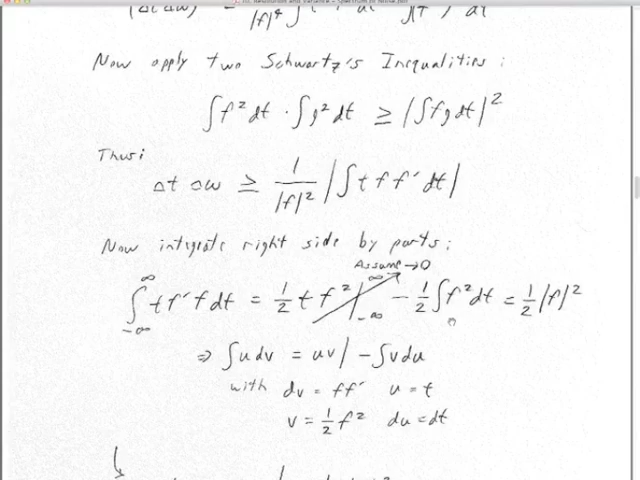 (Δt Δω)
Now apply two Schwartz's Inequalities :
∫f² dt · ∫g² dt ≥ |∫fg dt|²
Thus:
Δt Δω ≥ 1/|f|² |∫ t f f' dt|
Now integrate right side by parts:
Assume → 0
∫_{-∞}^{∞} t f' f dt = 1/2 t f² |_{-∞}^{∞} - 1/2 ∫f² dt = 1/2 |f|²
⇒ ∫u dv = uv| - ∫v du
with dv = ff' u = t
v = 1/2 f² du = dt